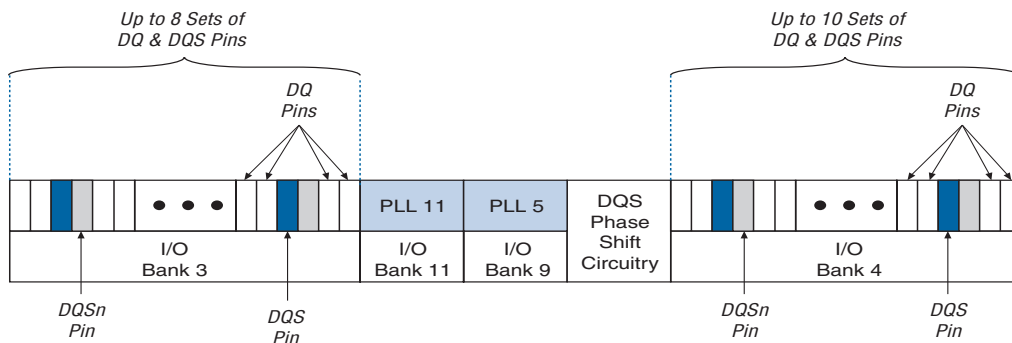 Up to 8 Sets of
DQ & DQS Pins
Up to 10 Sets of
DQ & DQS Pins
DQ
Pins
DQ
Pins
PLL 11
PLL 5
DQS
Phase
Shift
Circuitry
I/O
Bank 3
I/O
Bank 11
I/O
Bank 9
I/O
Bank 4
DQSn
Pin
DQS
Pin
DQSn
Pin
DQS
Pin